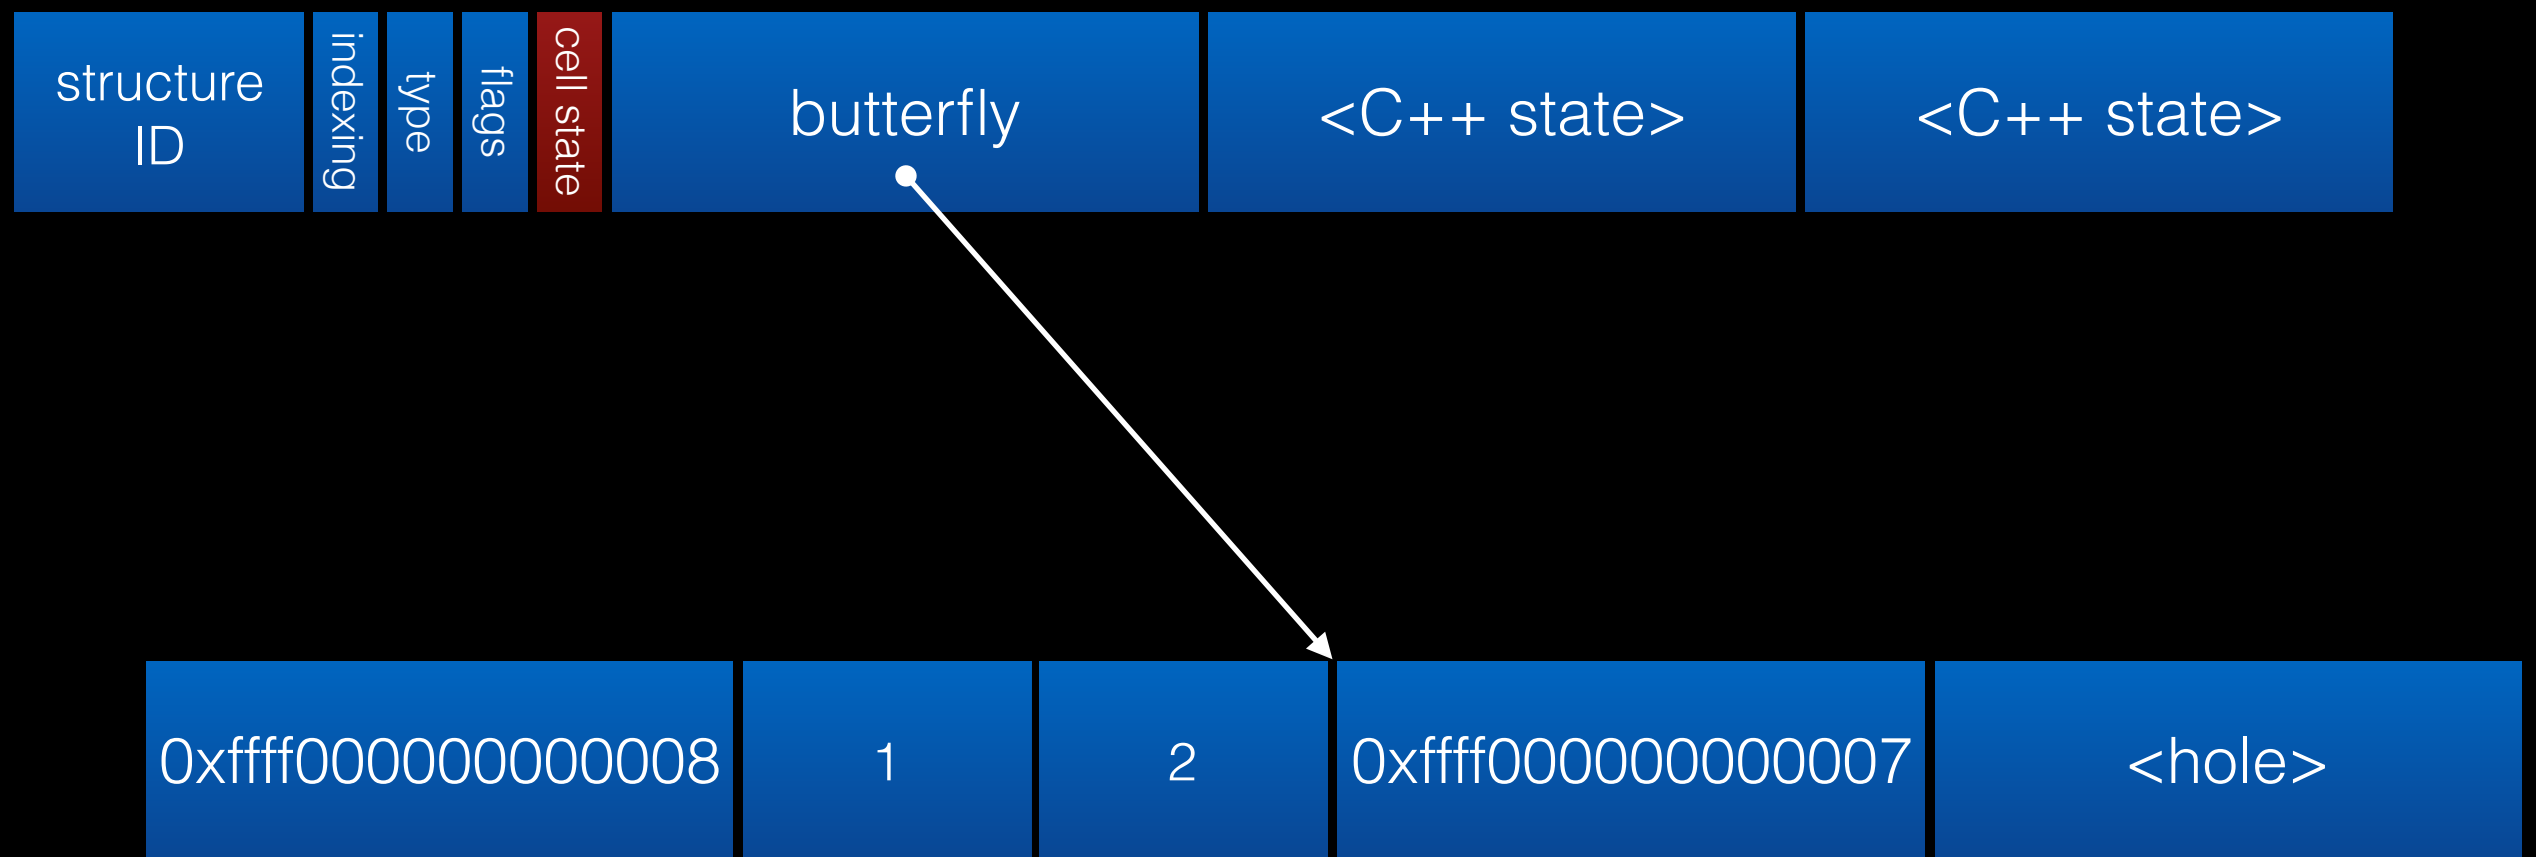 structure
ID
indexing
type
flags
cell state
butterfly
<C++ state>
<C++ state>
0xffff000000000008
1
2
0xffff000000000007
<hole>